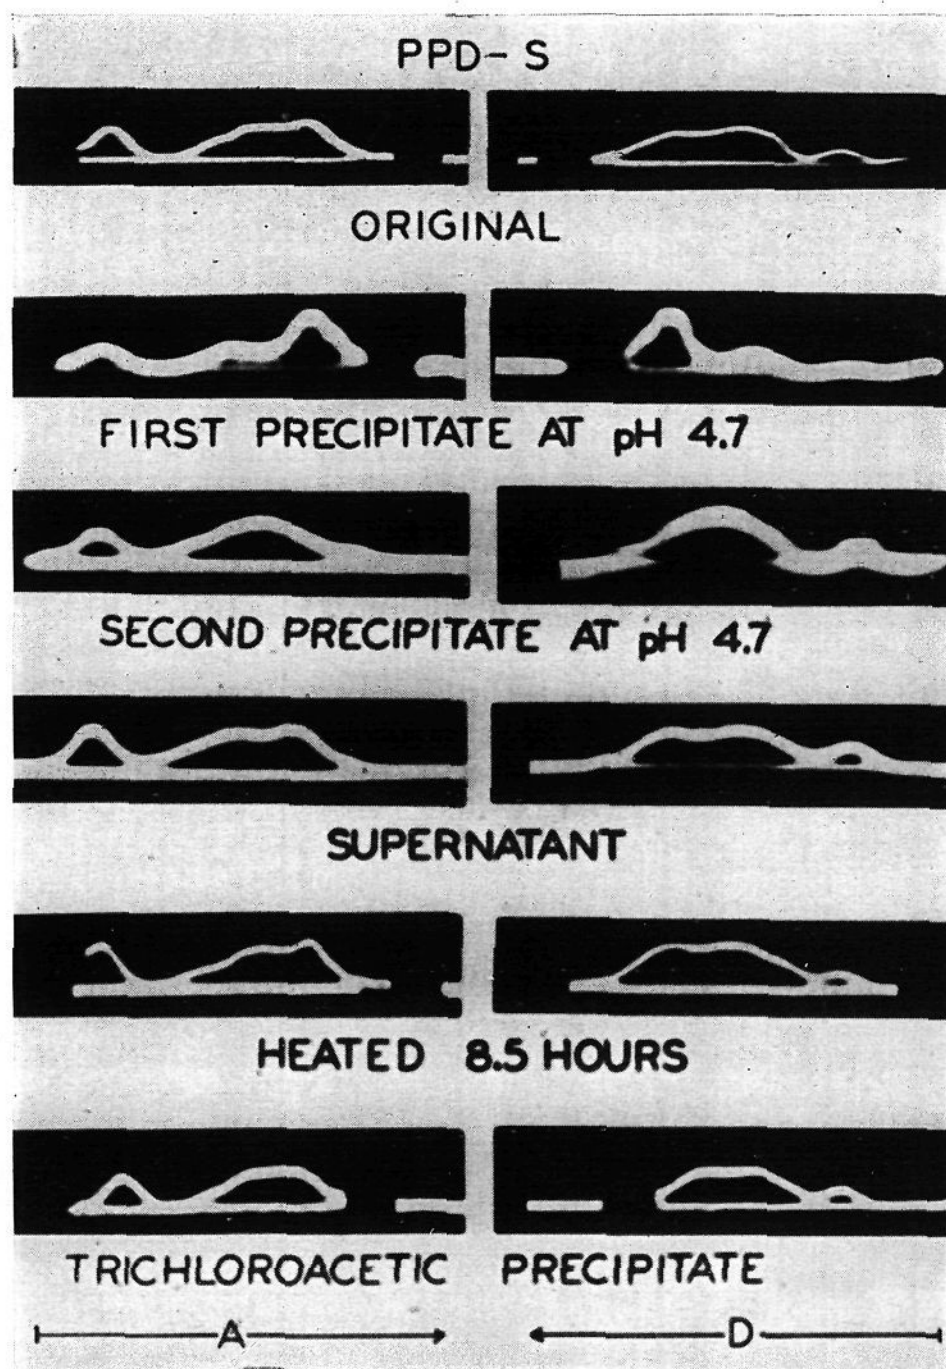 PPD-S
ORIGINAL
FIRST PRECIPITATE AT pH 4.7
SECOND PRECIPITATE AT pH 4.7
SUPERNATANT
HEATED 8.5 HOURS
TRICHLOROACETIC PRECIPITATE
A D